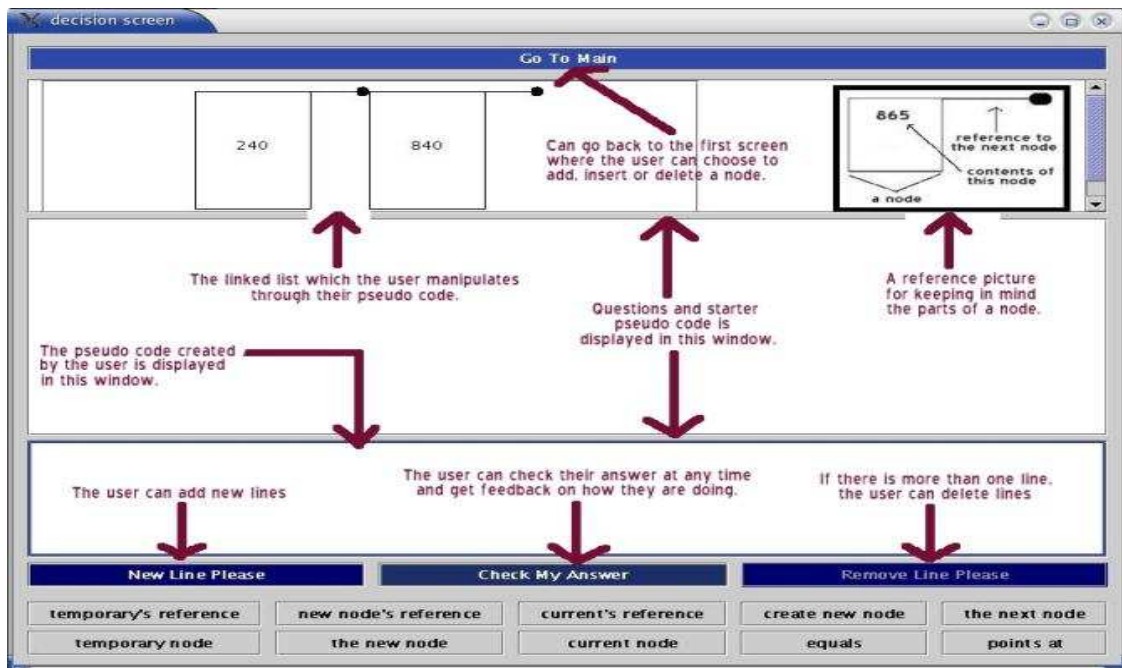 decision screen
Go To Main
240
840
865
reference to
the next node
contents of
this node
a node
Can go back to the first screen
where the user can choose to
add, insert or delete a node.
The linked list which the user manipulates
through their pseudo code.
Questions and starter
pseudo code is
displayed in this window.
A reference picture
for keeping in mind
the parts of a node.
The pseudo code created
by the user is displayed
in this window.
The user can add new lines
The user can check their answer at any time
and get feedback on how they are doing.
If there is more than one line,
the user can delete lines
New Line Please
Check My Answer
Remove Line Please
temporary's reference
new node's reference
current's reference
create new node
the next node
temporary node
the new node
current node
equals
points at